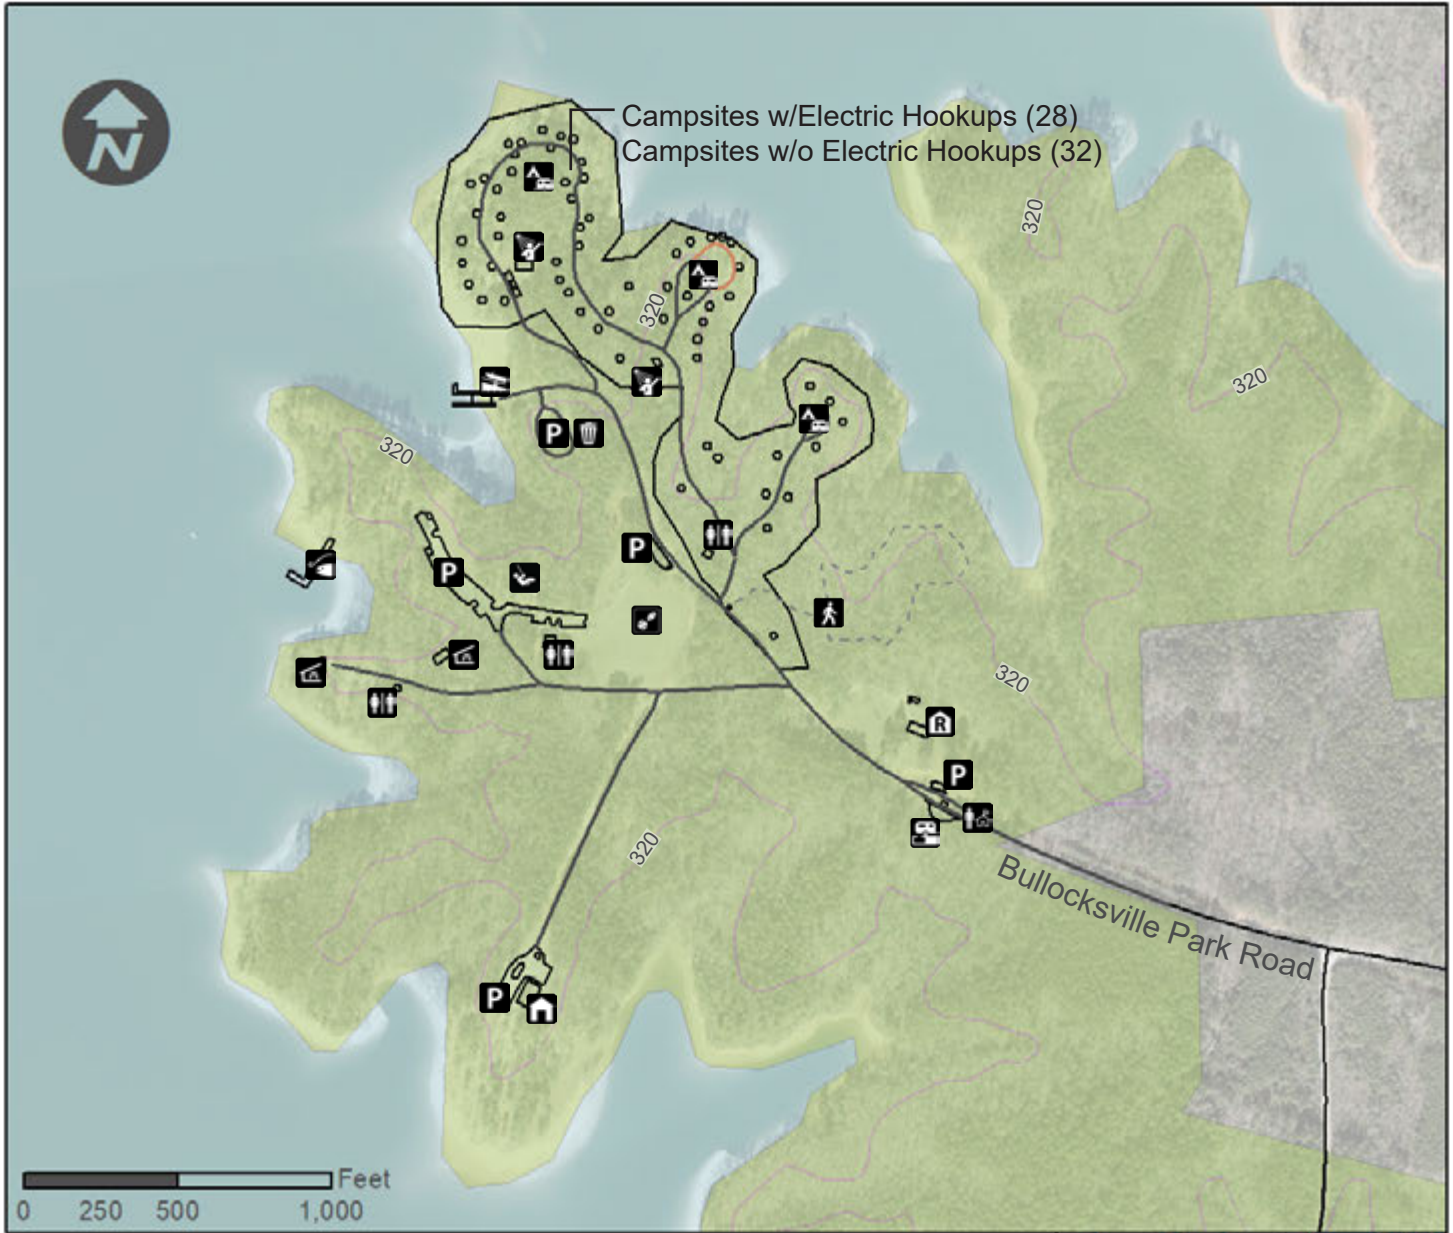 Campsites w/Electric Hookups (28)
Campsites w/o Electric Hookups (32)
N
320
320
320
320
P
P
P
320
R
P
320
Bullocksville Park Road
P
Feet
0 250 500 1,000